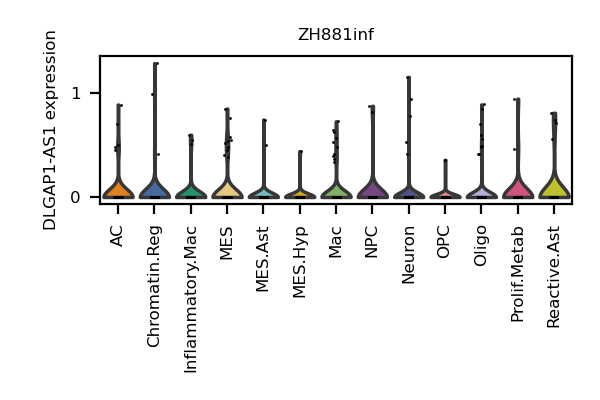 ZH881inf
DLGAP1-AS1 expression
1
0
AC
Chromatin.Reg
Inflammatory.Mac
MES
MES.Ast
MES.Hyp
Mac
NPC
Neuron
OPC
Oligo
Prolif.Metab
Reactive.Ast